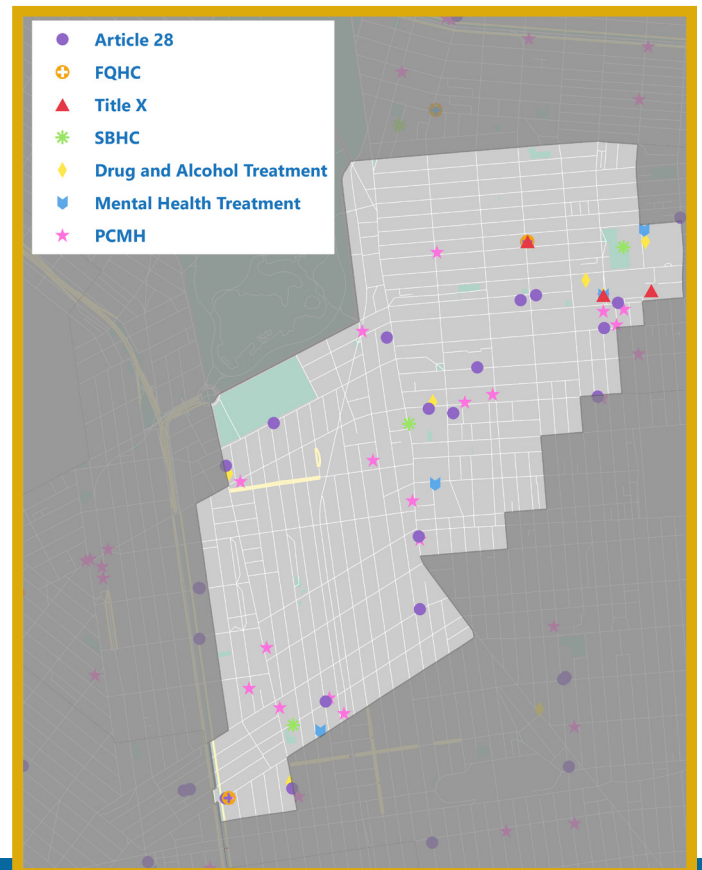 Article 28
FQHC
Title X
SBHC
Drug and Alcohol Treatment
Mental Health Treatment
PCMH